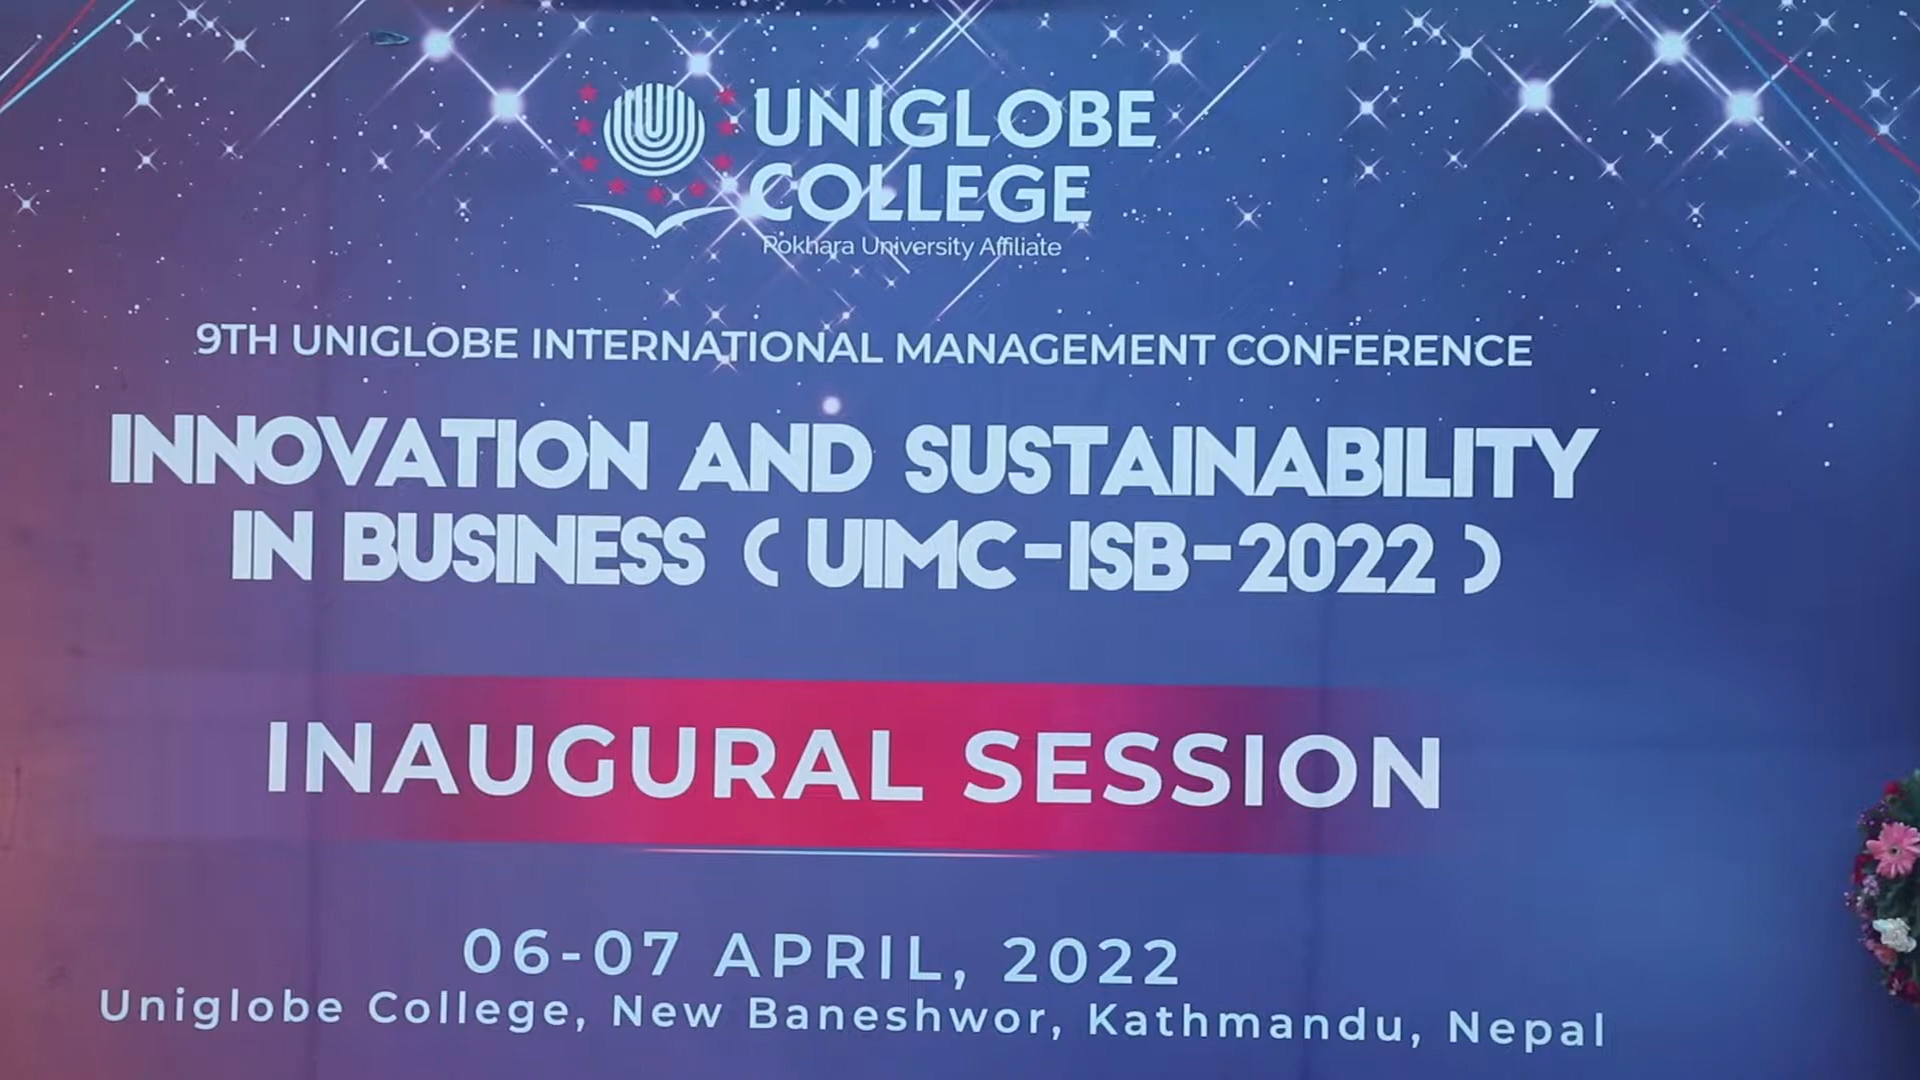 UNIGLOBE
COLLEGE
Pokhara University Affiliate
9TH UNIGLOBE INTERNATIONAL MANAGEMENT CONFERENCE
INNOVATION AND SUSTAINABILITY
IN BUSINESS ( UIMC-ISB-2022 )
INAUGURAL SESSION
06-07 APRIL, 2022
Uniglobe College, New Baneshwor, Kathmandu, Nepal